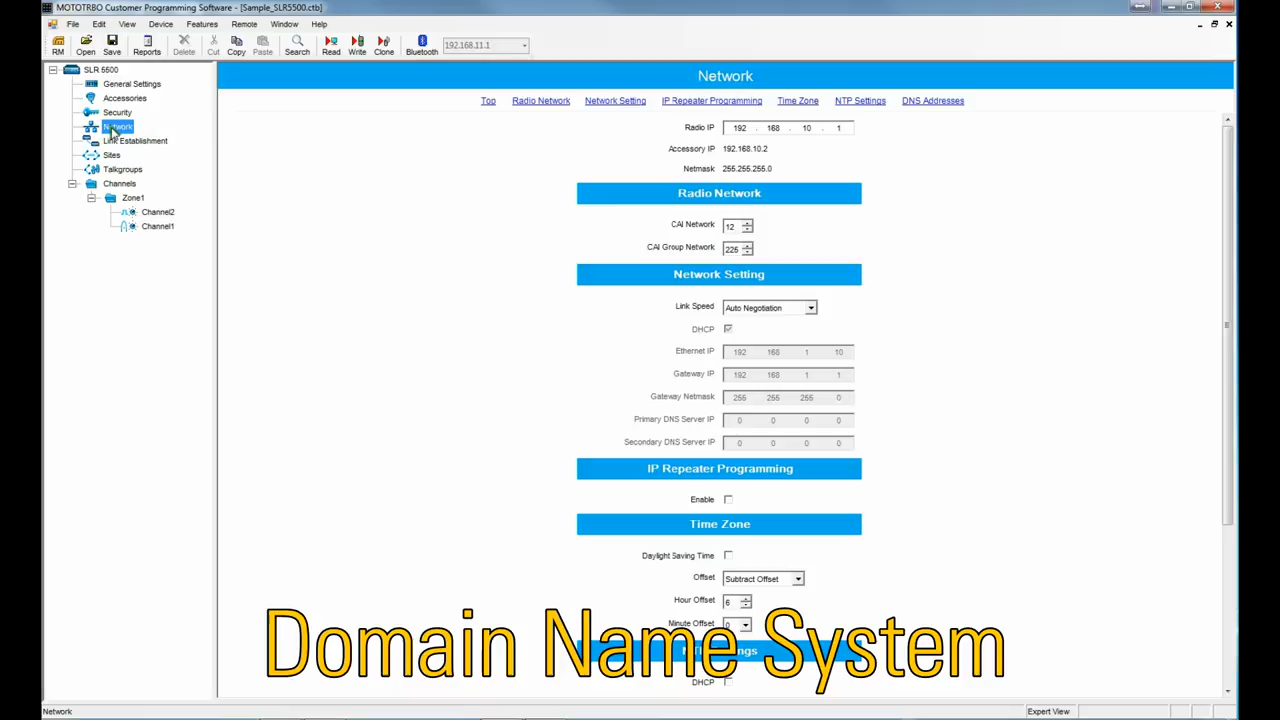 MOTOTRBO Customer Programming Software - [Sample_SLR5500.ctb]
File Edit View Device Features Remote Window Help
RM Open Save Reports Delete Cut Copy Paste Search Read Write Clone Bluetooth 192.168.11.1
SLR 5500
General Settings
Accessories
Security
Network
Link Establishment
Sites
Talkgroups
Channels
Zone1
Channel2
Channel1
Network
Top Radio Network Network Setting IP Repeater Programming Time Zone NTP Settings DNS Addresses
Radio IP 192 . 168 . 10 . 1
Accessory IP 192.168.10.2
Netmask 255.255.255.0
Radio Network
CAI Network 12
CAI Group Network 225
Network Setting
Link Speed Auto Negotiation
DHCP
Ethernet IP 192 168 1 10
Gateway IP 192 168 1 1
Gateway Netmask 255 255 255 0
Primary DNS Server IP 0 0 0 0
Secondary DNS Server IP 0 0 0 0
IP Repeater Programming
Enable
Time Zone
Daylight Saving Time
Offset Subtract Offset
Hour Offset 6
Minute Offset 0
Domain Name System
DHCP
Network Expert View